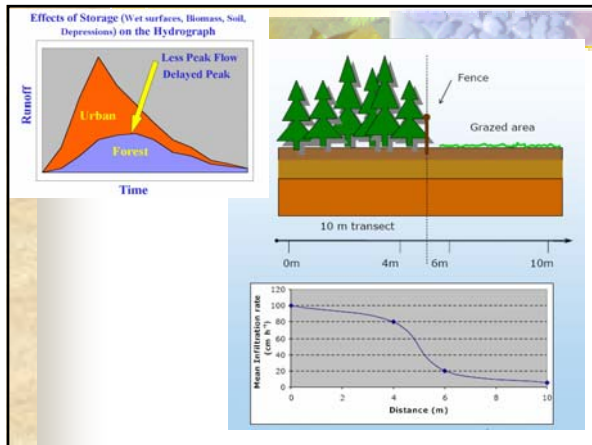 Effects of Storage (Wet surfaces, Biomass, Soil,
Depressions) on the Hydrograph
Less Peak Flow
Delayed Peak
Runoff
Urban
Forest
Time
Fence
Grazed area
10 m transect
0m 4m 6m 10m
Mean Infiltration rate
(cm h⁻¹)
120
100
80
60
40
20
0
0 2 4 6 8 10
Distance (m)